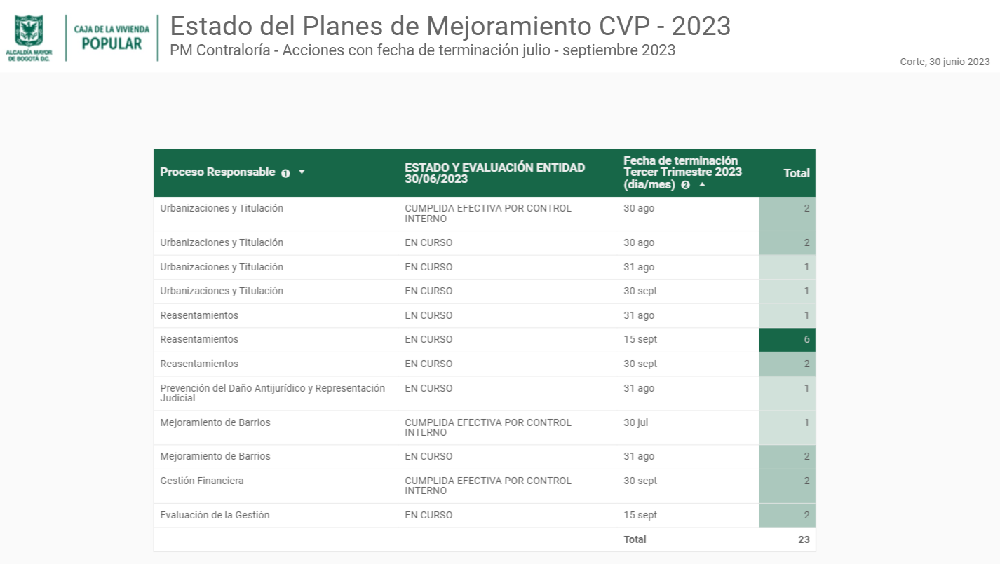 ALCALDÍA MAYOR
DE BOGOTÁ D.C.
CAJA DE LA VIVIENDA
POPULAR
Estado del Planes de Mejoramiento CVP - 2023
PM Contraloría - Acciones con fecha de terminación julio - septiembre 2023
Corte, 30 junio 2023
Proceso Responsable 1
ESTADO Y EVALUACIÓN ENTIDAD
30/06/2023
Fecha de terminación
Tercer Trimestre 2023
(dia/mes) 2
Total
Urbanizaciones y Titulación CUMPLIDA EFECTIVA POR CONTROL 30 ago 2
INTERNO
Urbanizaciones y Titulación EN CURSO 30 ago 2
Urbanizaciones y Titulación EN CURSO 31 ago 1
Urbanizaciones y Titulación EN CURSO 30 sept 1
Reasentamientos EN CURSO 31 ago 1
Reasentamientos EN CURSO 15 sept 6
Reasentamientos EN CURSO 30 sept 2
Prevención del Daño Antijurídico y Representación EN CURSO 31 ago 1
Judicial
Mejoramiento de Barrios CUMPLIDA EFECTIVA POR CONTROL 30 jul 1
INTERNO
Mejoramiento de Barrios EN CURSO 31 ago 2
Gestión Financiera CUMPLIDA EFECTIVA POR CONTROL 30 sept 2
INTERNO
Evaluación de la Gestión EN CURSO 15 sept 2
Total 23